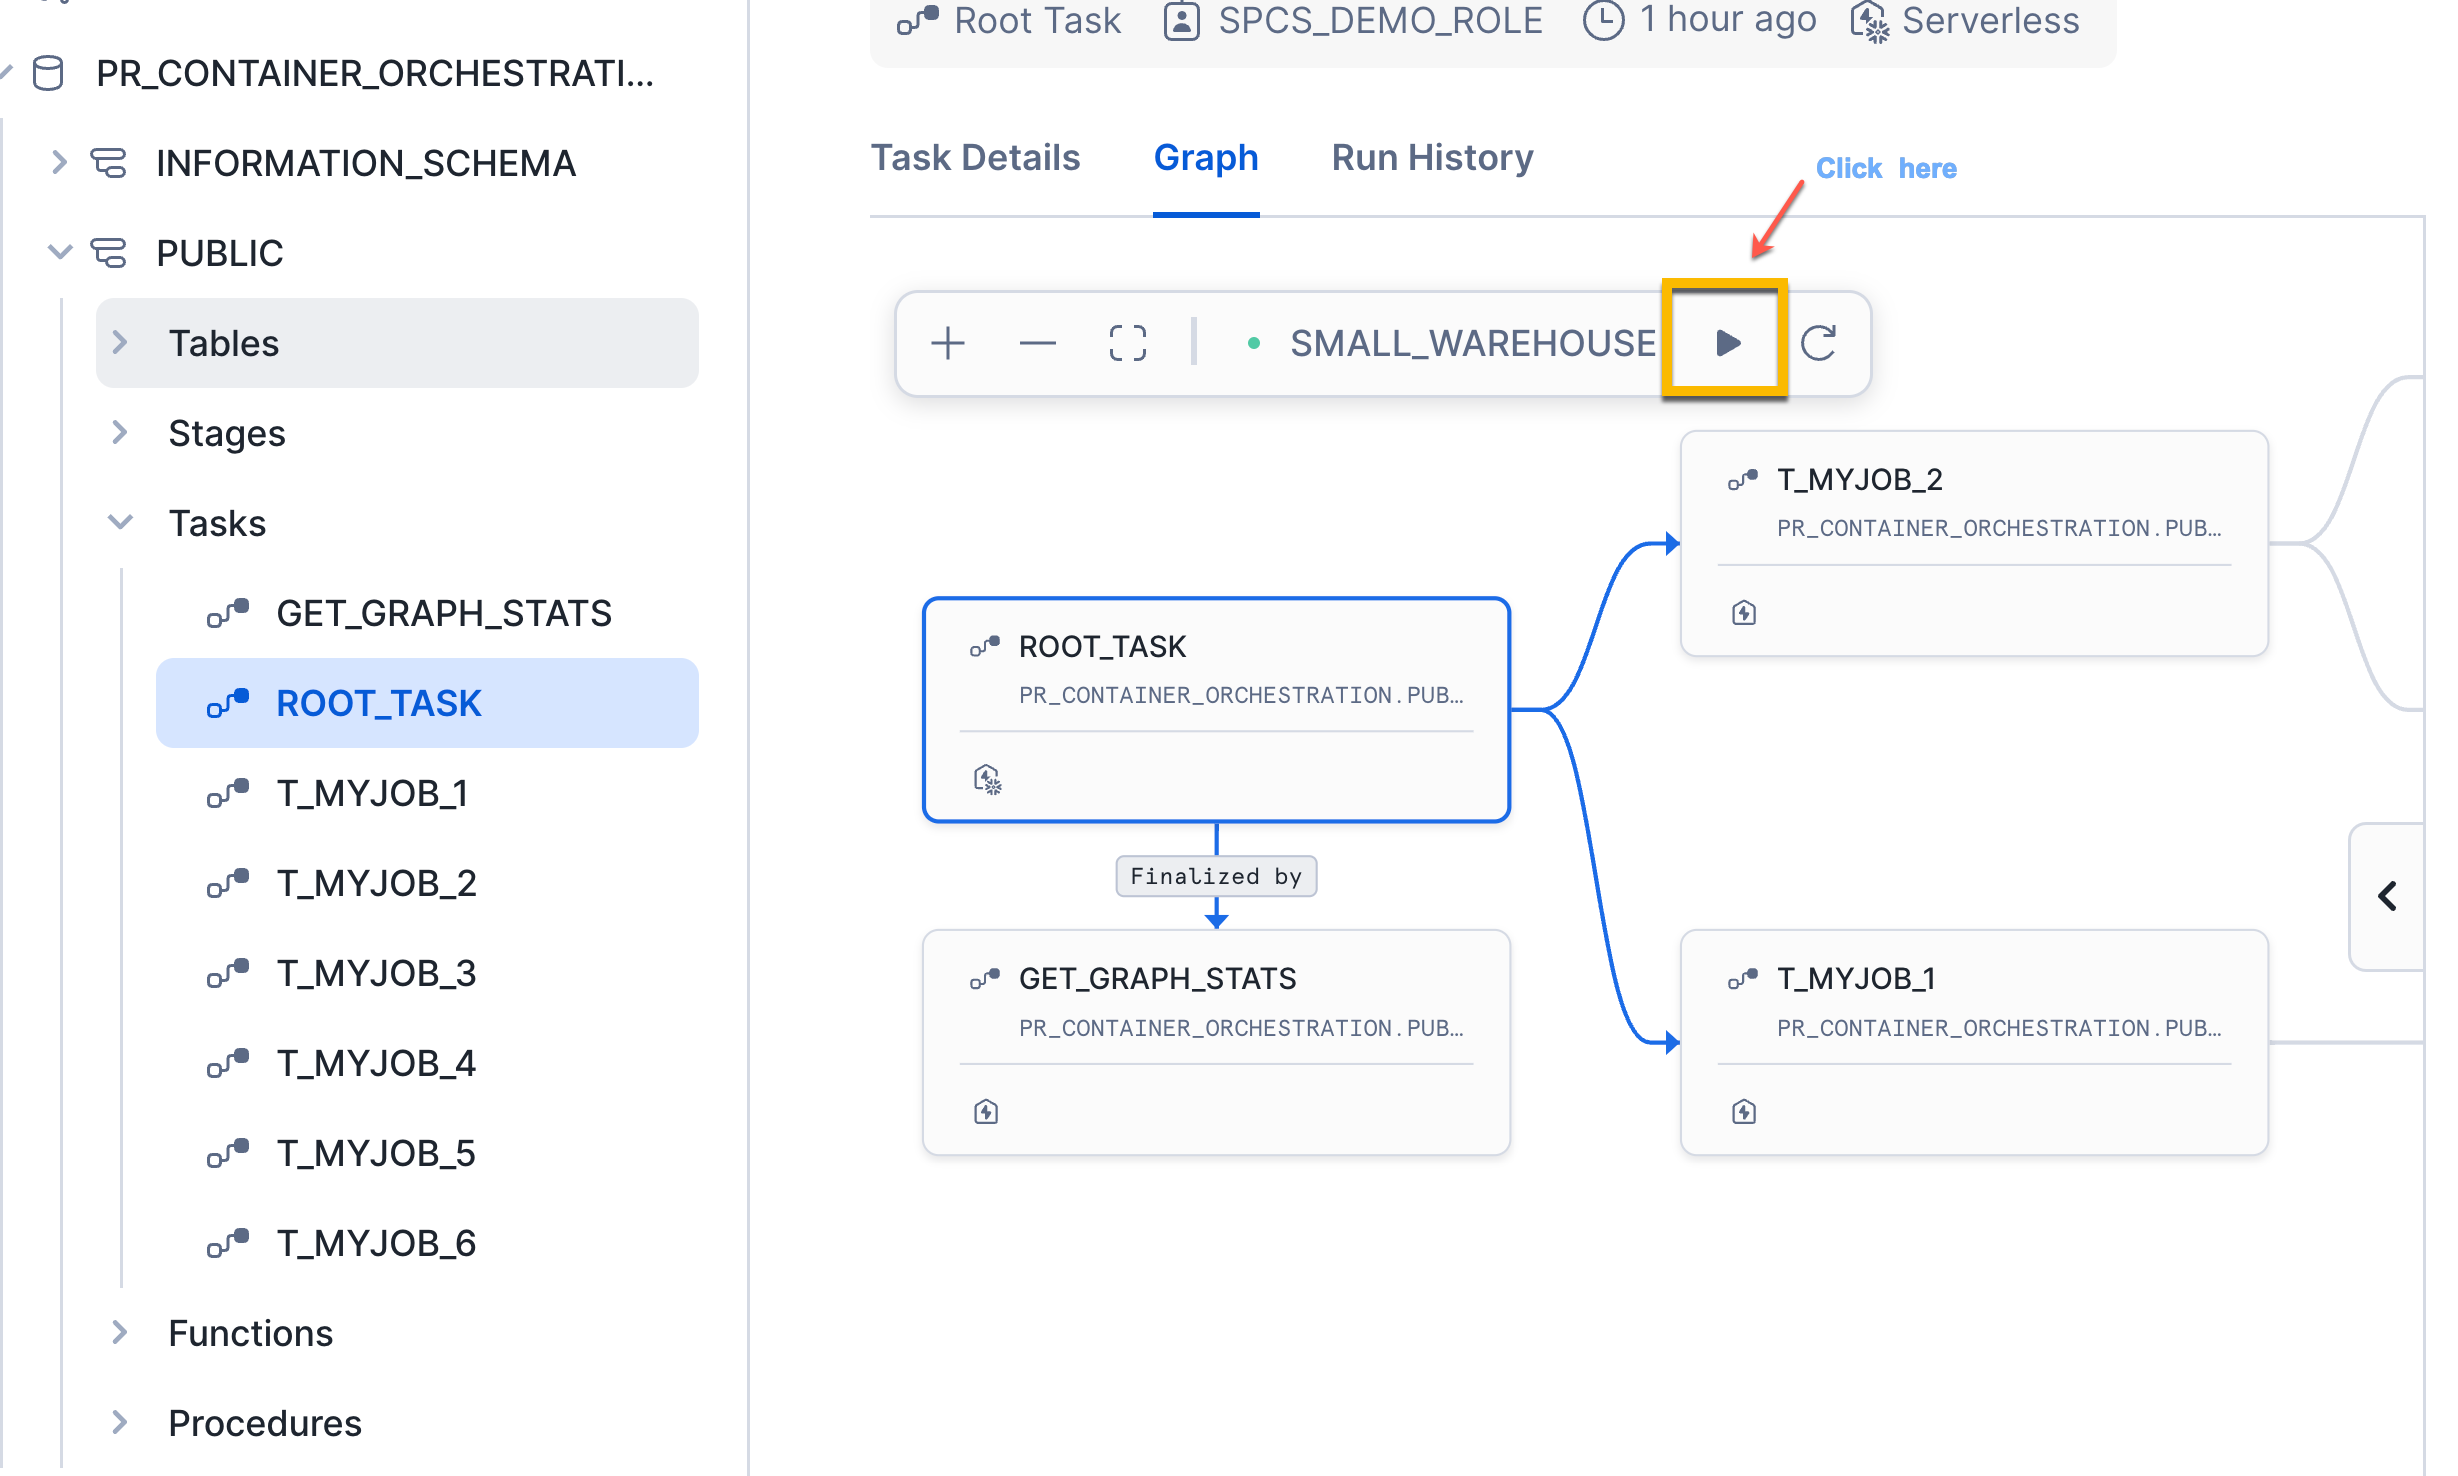 PR_CONTAINER_ORCHESTRATI...
INFORMATION_SCHEMA
PUBLIC
Tables
Stages
Tasks
GET_GRAPH_STATS
ROOT_TASK
T_MYJOB_1
T_MYJOB_2
T_MYJOB_3
T_MYJOB_4
T_MYJOB_5
T_MYJOB_6
Functions
Procedures
Root Task SPCS_DEMO_ROLE 1 hour ago Serverless
Task Details Graph Run History
Click here
SMALL_WAREHOUSE
T_MYJOB_2
PR_CONTAINER_ORCHESTRATION.PUB…
ROOT_TASK
PR_CONTAINER_ORCHESTRATION.PUB…
Finalized by
GET_GRAPH_STATS
PR_CONTAINER_ORCHESTRATION.PUB…
T_MYJOB_1
PR_CONTAINER_ORCHESTRATION.PUB…